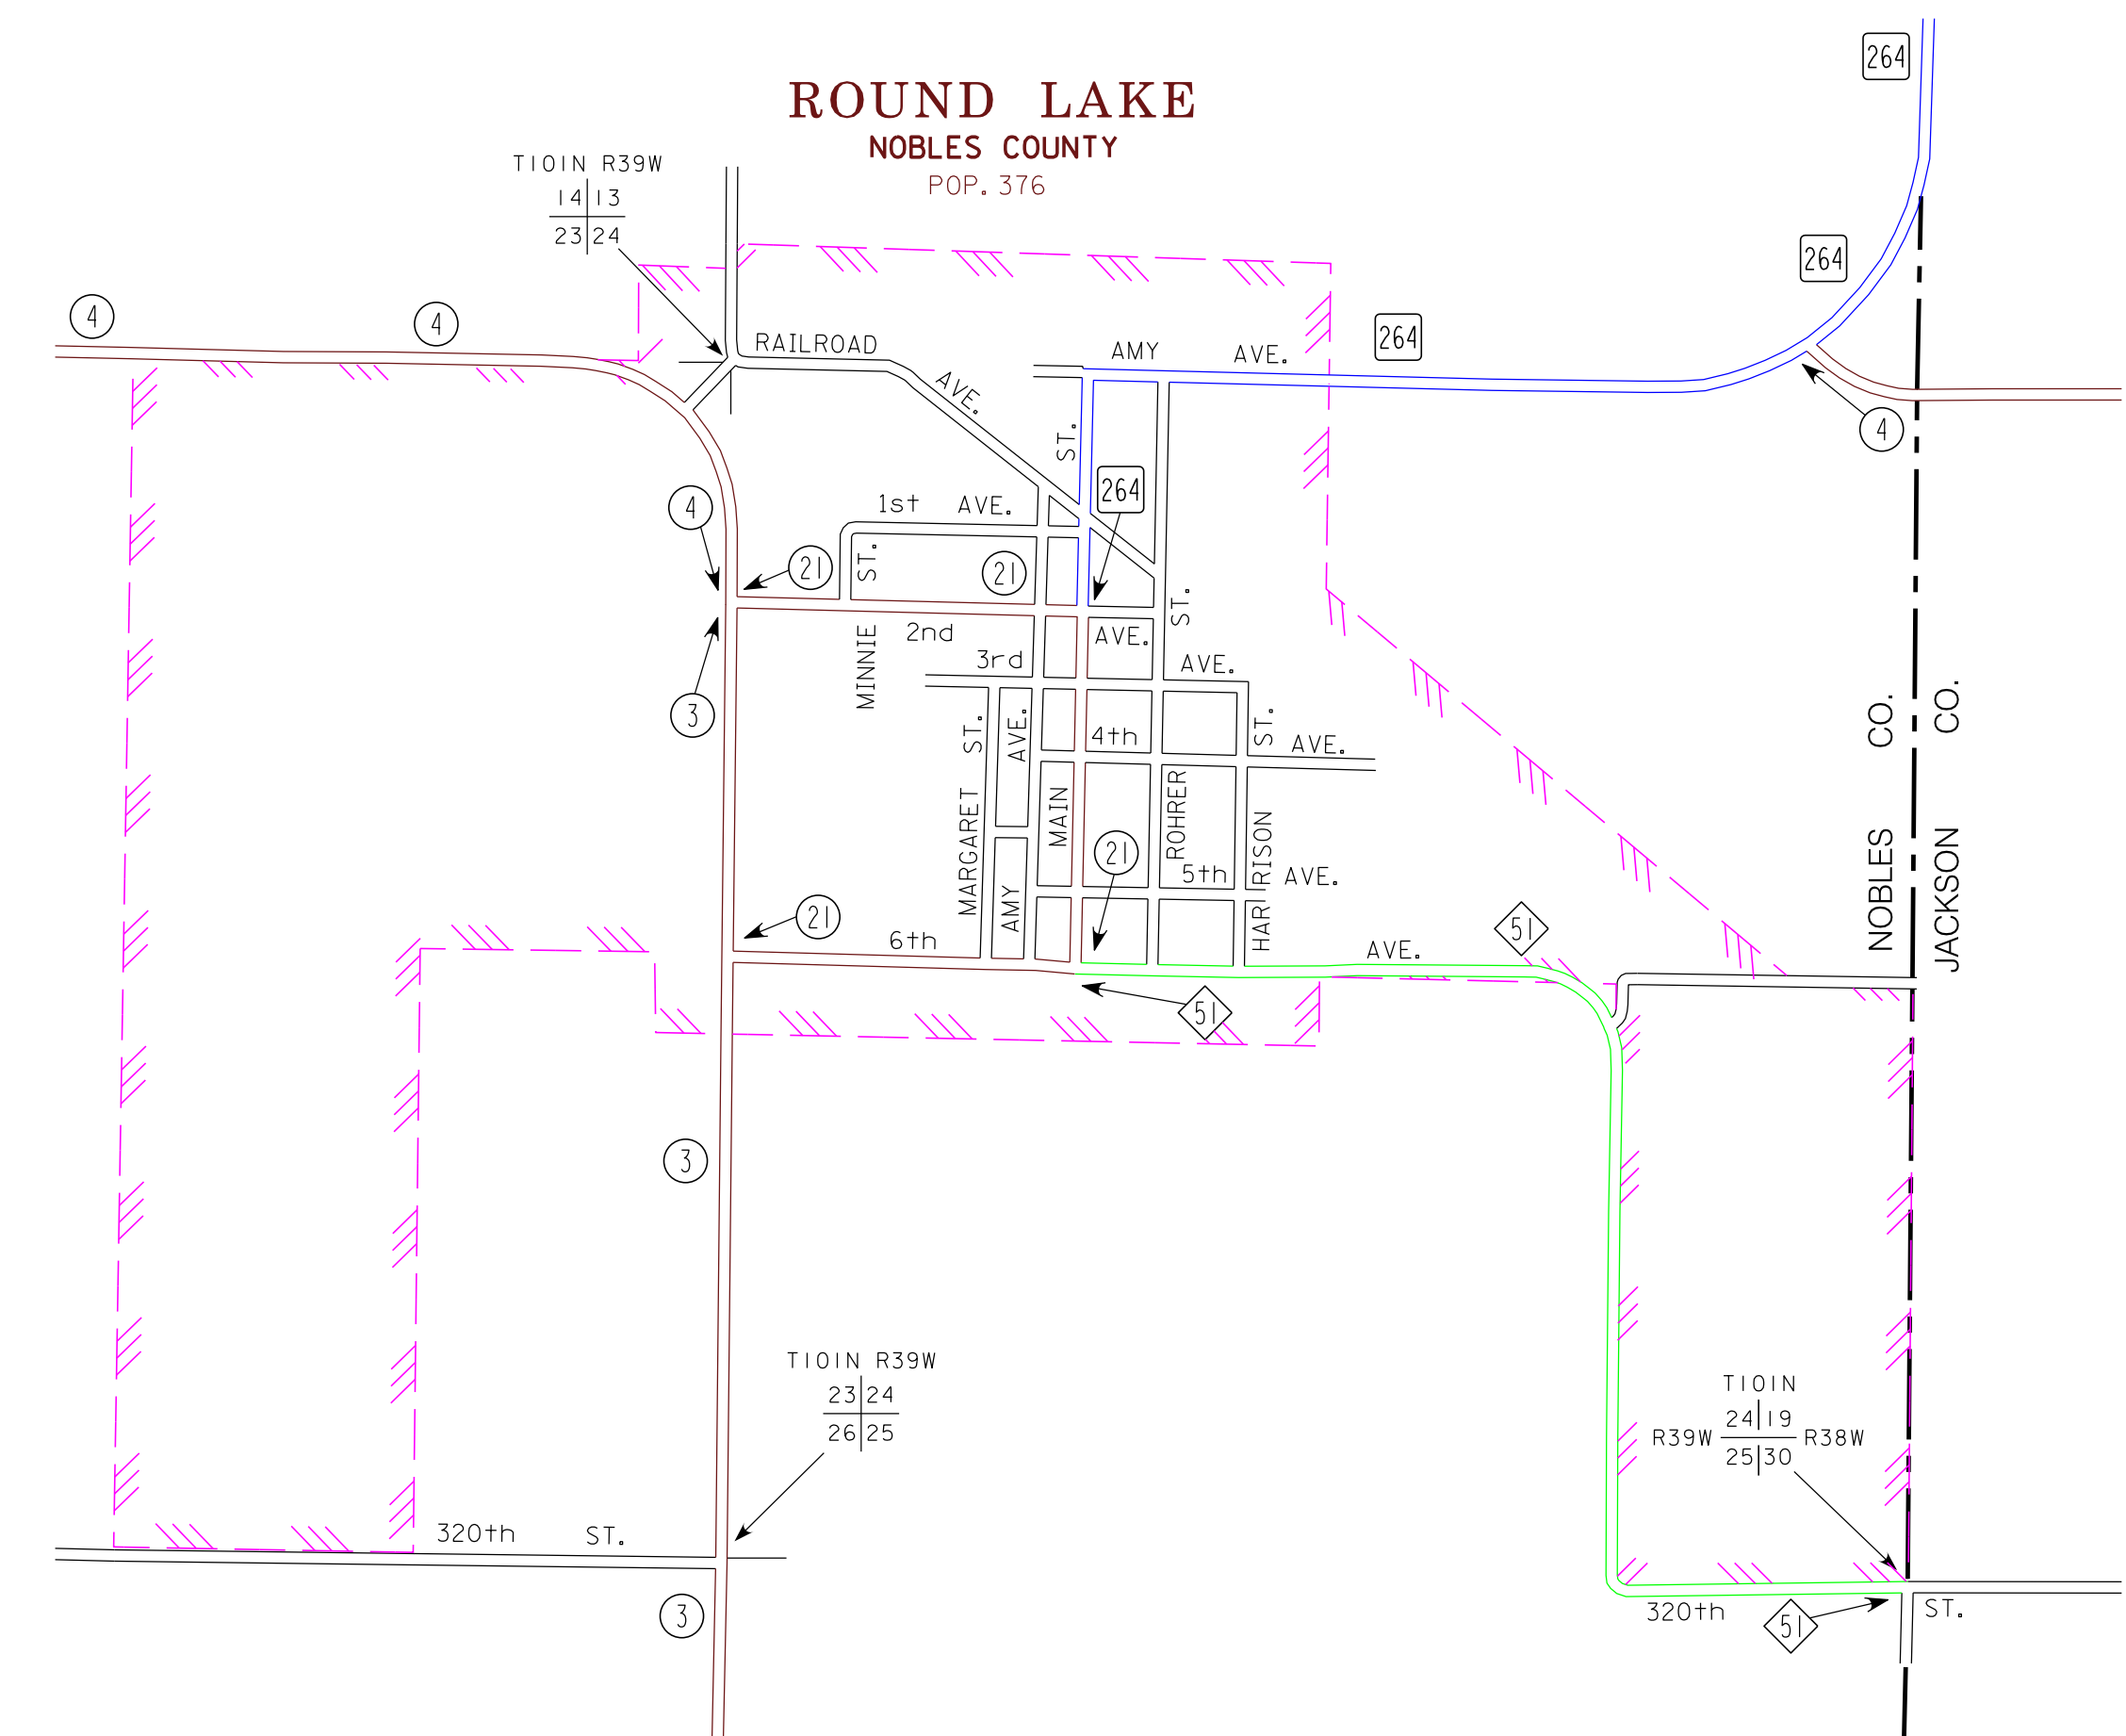 264
ROUND LAKE
NOBLES COUNTY
POP. 376
T101N R39W
14 13
23 24
264
4
4
264
RAILROAD
AVE.
AMY
AVE.
4
ST.
264
4
1st
AVE.
21
21
ST.
ST.
2nd
AVE.
MINNIE
3rd
AVE.
3
MARGARET
ST.
AVE.
AMY
4th
ST.
AVE.
MAIN
ROHRER
HARRISON
NOBLES
CO.
JACKSON
CO.
21
5th
AVE.
21
6th
AVE.
51
51
3
T101N R39W
23 24
26 25
T101N
24 19
R39W
R38W
25 30
320th
ST.
3
320th
ST.
51